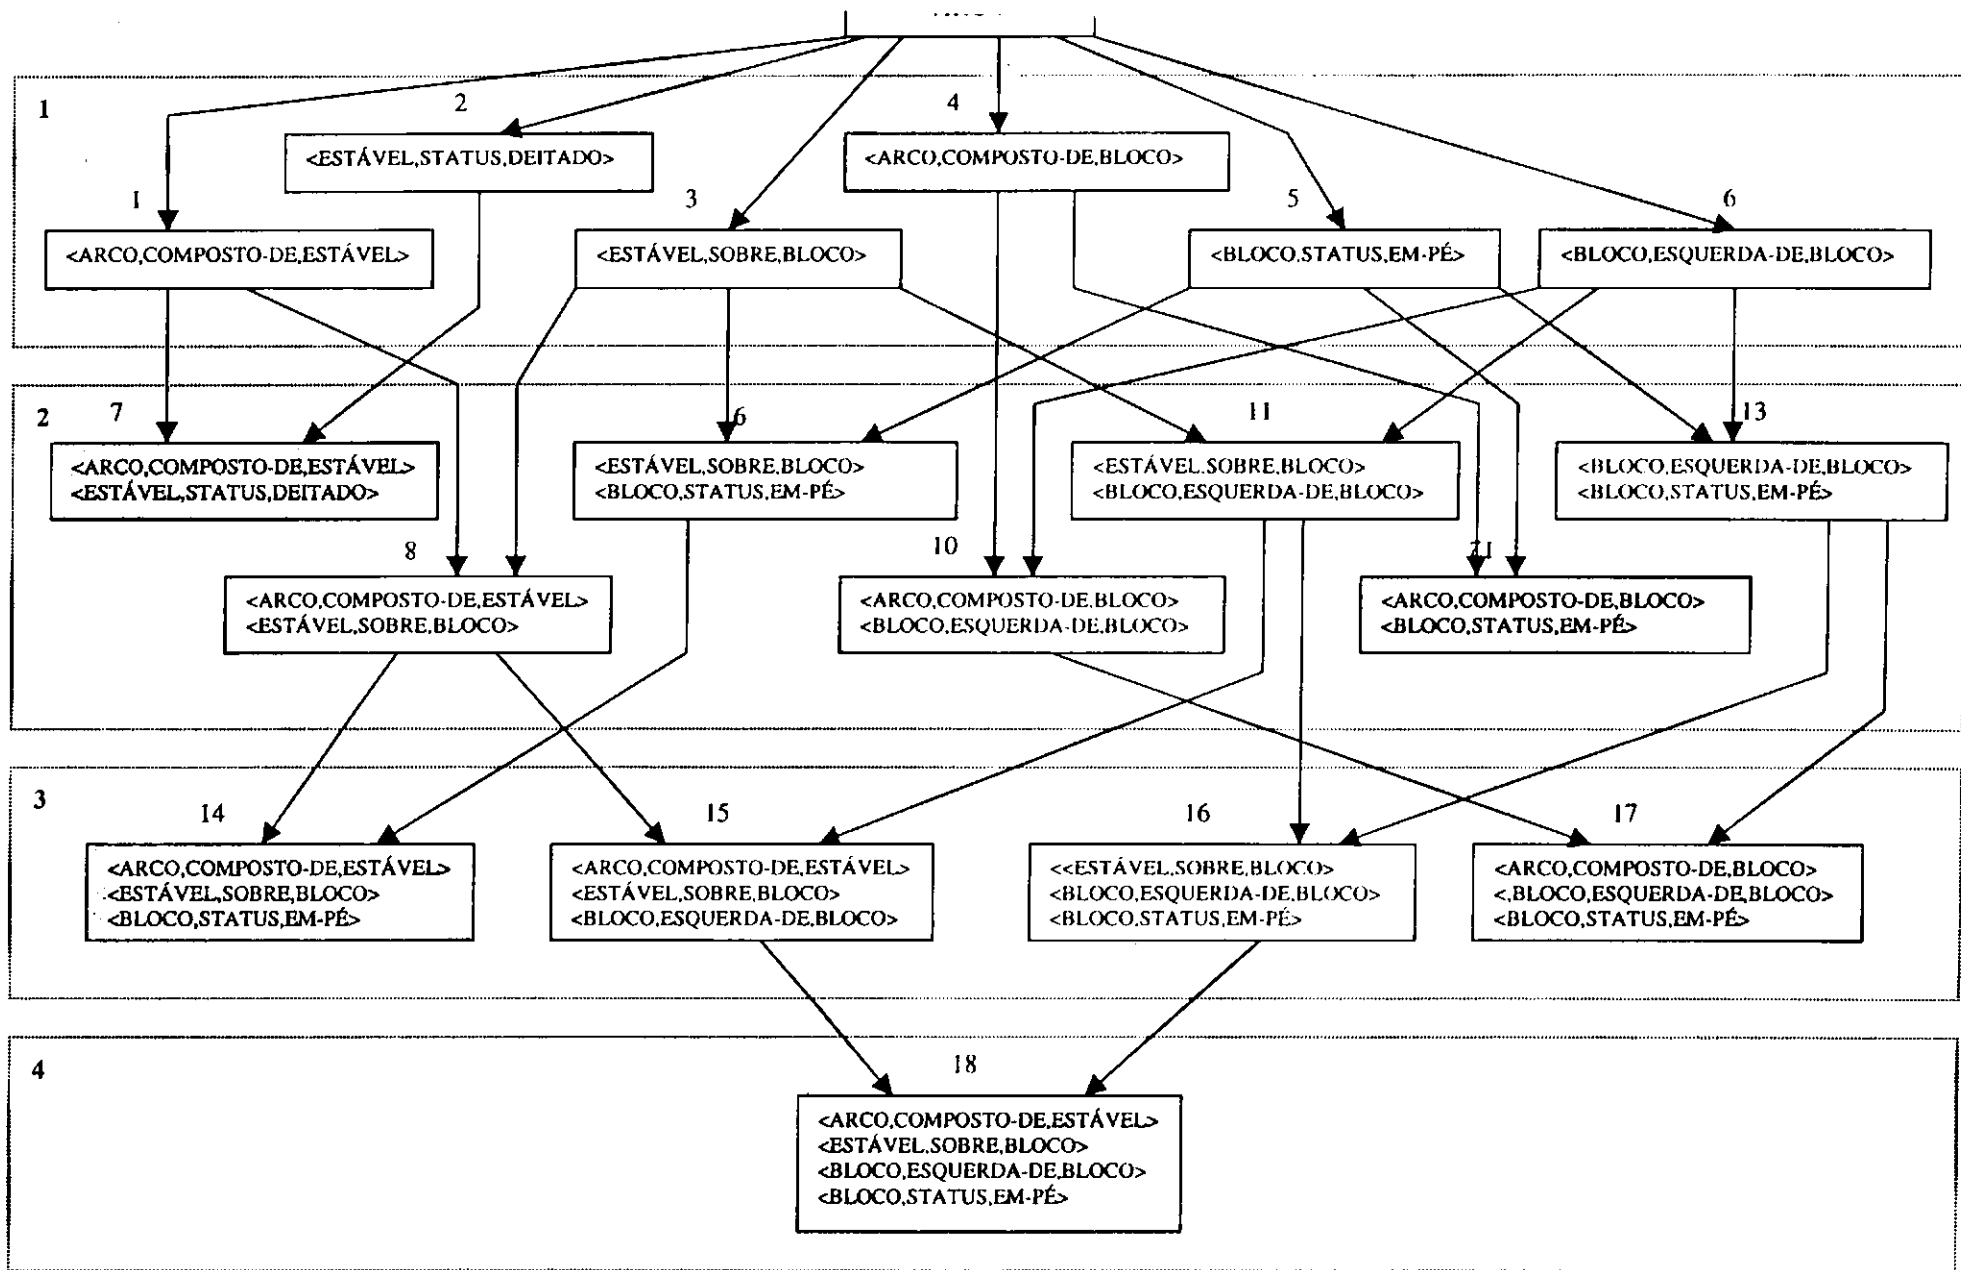 1
2
4
<ESTÁVEL,STATUS,DEITADO>
<ARCO,COMPOSTO-DE,BLOCO>
1
3
5
6
<ARCO,COMPOSTO-DE,ESTÁVEL>
<ESTÁVEL,SOBRE,BLOCO>
<BLOCO,STATUS,EM-PÉ>
<BLOCO,ESQUERDA-DE,BLOCO>
2
7
6
11
13
<ARCO,COMPOSTO-DE,ESTÁVEL>
<ESTÁVEL,STATUS,DEITADO>
<ESTÁVEL,SOBRE,BLOCO>
<BLOCO,STATUS,EM-PÉ>
<ESTÁVEL.SOBRE,BLOCO>
<BLOCO,ESQUERDA-DE,BLOCO>
<BLOCO,ESQUERDA-DE,BLOCO>
<BLOCO,STATUS,EM-PÉ>
8
10
12
<ARCO,COMPOSTO-DE,ESTÁVEL>
<ESTÁVEL,SOBRE,BLOCO>
<ARCO,COMPOSTO-DE,BLOCO>
<BLOCO,ESQUERDA-DE,BLOCO>
<ARCO,COMPOSTO-DE,BLOCO>
<BLOCO,STATUS,EM-PÉ>
3
14
15
16
17
<ARCO,COMPOSTO-DE,ESTÁVEL>
<ESTÁVEL,SOBRE,BLOCO>
<BLOCO,STATUS,EM-PÉ>
<ARCO,COMPOSTO-DE,ESTÁVEL>
<ESTÁVEL,SOBRE,BLOCO>
<BLOCO,ESQUERDA-DE,BLOCO>
<<ESTÁVEL,SOBRE,BLOCO>
<BLOCO,ESQUERDA-DE,BLOCO>
<BLOCO,STATUS,EM-PÉ>
<ARCO,COMPOSTO-DE,BLOCO>
<,BLOCO,ESQUERDA-DE,BLOCO>
<BLOCO,STATUS,EM-PÉ>
4
18
<ARCO,COMPOSTO-DE,ESTÁVEL>
<ESTÁVEL,SOBRE,BLOCO>
<BLOCO,ESQUERDA-DE,BLOCO>
<BLOCO,STATUS,EM-PÉ>